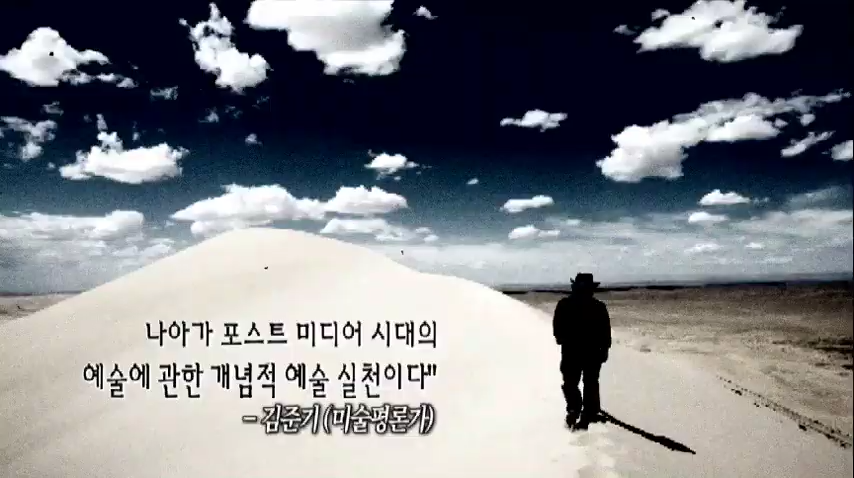 나아가 포스트 미디어 시대의
예술에 관한 개념적 예술 실천이다"
- 김준기 (미술평론가)